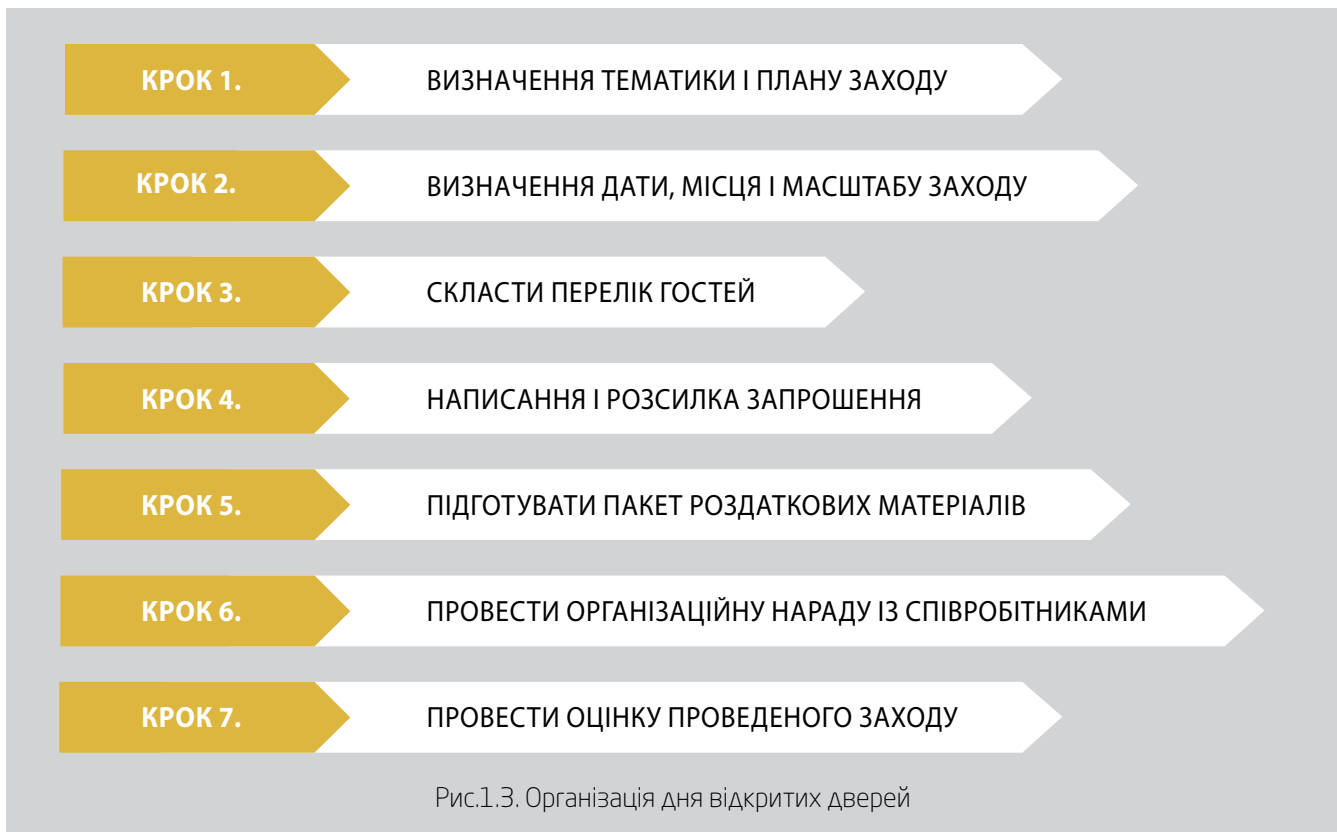 КРОК 1. ВИЗНАЧЕННЯ ТЕМАТИКИ І ПЛАНУ ЗАХОДУ
КРОК 2. ВИЗНАЧЕННЯ ДАТИ, МІСЦЯ І МАСШТАБУ ЗАХОДУ
КРОК 3. СКЛАСТИ ПЕРЕЛІК ГОСТЕЙ
КРОК 4. НАПИСАННЯ І РОЗСИЛКА ЗАПРОШЕННЯ
КРОК 5. ПІДГОТУВАТИ ПАКЕТ РОЗДАТКОВИХ МАТЕРІАЛІВ
КРОК 6. ПРОВЕСТИ ОРГАНІЗАЦІЙНУ НАРАДУ ІЗ СПІВРОБІТНИКАМИ
КРОК 7. ПРОВЕСТИ ОЦІНКУ ПРОВЕДЕНОГО ЗАХОДУ
Рис.1.3. Організація дня відкритих дверей